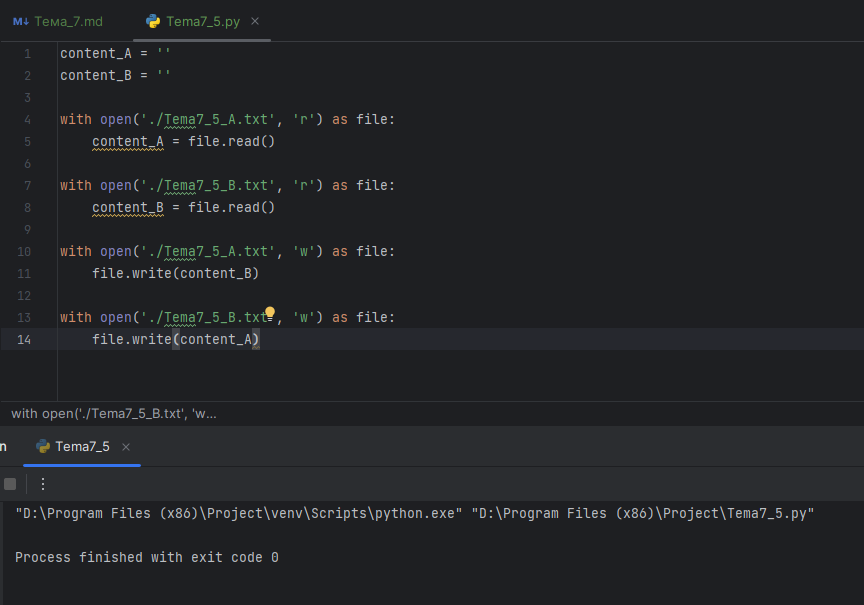 M↓ Тема_7.md Tema7_5.py ×
1 content_A = ''
2 content_B = ''
3
4 with open('./Tema7_5_A.txt', 'r') as file:
5     content_A = file.read()
6
7 with open('./Tema7_5_B.txt', 'r') as file:
8     content_B = file.read()
9
10 with open('./Tema7_5_A.txt', 'w') as file:
11     file.write(content_B)
12
13 with open('./Tema7_5_B.txt', 'w') as file:
14     file.write(content_A)
with open('./Tema7_5_B.txt', 'w...
n Tema7_5 ×
"D:\Program Files (x86)\Project\venv\Scripts\python.exe" "D:\Program Files (x86)\Project\Tema7_5.py"
Process finished with exit code 0